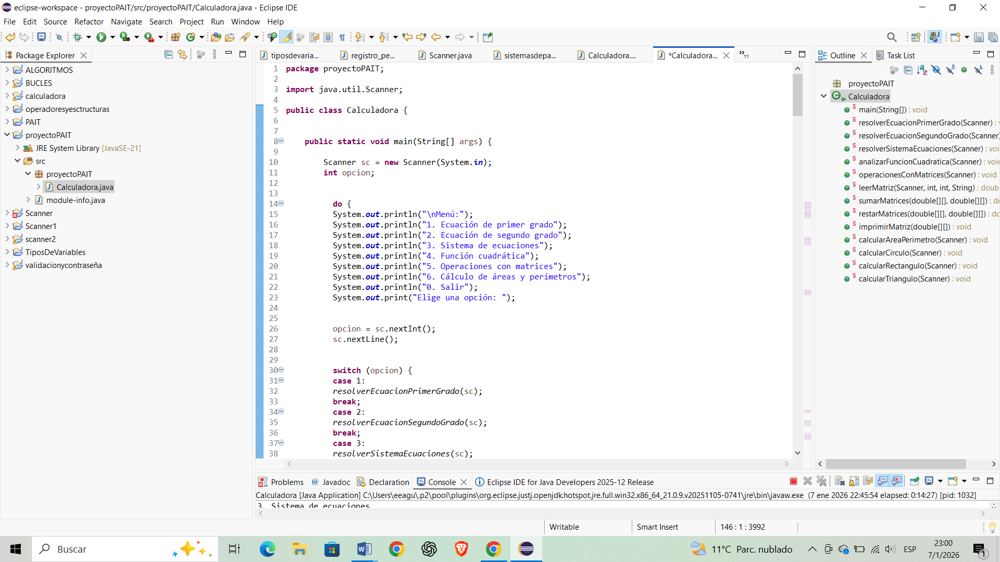 eclipse-workspace - proyectoPAIT/src/proyectoPAIT/Calculadora.java - Eclipse IDE
File Edit Source Refactor Navigate Search Project Run Window Help
Package Explorer
ALGORITMOS
BUCLES
calculadora
operadoresyesctructuras
PAIT
proyectoPAIT
JRE System Library [JavaSE-21]
src
proyectoPAIT
Calculadora.java
module-info.java
Scanner
Scanner1
scanner2
TiposDeVariables
validacionycontraseña
tiposdevaria... registro_pe... Scanner.java sistemasdepa... Calculadora.... *Calculadora... »11
1 package proyectoPAIT;
2
3 import java.util.Scanner;
4
5 public class Calculadora {
6
7
8 public static void main(String[] args) {
9
10 Scanner sc = new Scanner(System.in);
11 int opcion;
12
13
14 do {
15 System.out.println("\nMenú:");
16 System.out.println("1. Ecuación de primer grado");
17 System.out.println("2. Ecuación de segundo grado");
18 System.out.println("3. Sistema de ecuaciones");
19 System.out.println("4. Función cuadrática");
20 System.out.println("5. Operaciones con matrices");
21 System.out.println("6. Cálculo de áreas y perímetros");
22 System.out.println("0. Salir");
23 System.out.print("Elige una opción: ");
24
25
26 opcion = sc.nextInt();
27 sc.nextLine();
28
29
30 switch (opcion) {
31 case 1:
32 resolverEcuacionPrimerGrado(sc);
33 break;
34 case 2:
35 resolverEcuacionSegundoGrado(sc);
36 break;
37 case 3:
38 resolverSistemaEcuaciones(sc);
Outline Task List
proyectoPAIT
Calculadora
main(String[]) : void
resolverEcuacionPrimerGrado(Scanner) :
resolverEcuacionSegundoGrado(Scanner
resolverSistemaEcuaciones(Scanner) : voi
analizarFuncionCuadratica(Scanner) : voi
operacionesConMatrices(Scanner) : void
leerMatriz(Scanner, int, int, String) : doub
sumarMatrices(double[][], double[][]) : do
restarMatrices(double[][], double[][]) : do
imprimirMatriz(double[][]) : void
calcularAreaPerimetro(Scanner) : void
calcularCirculo(Scanner) : void
calcularRectangulo(Scanner) : void
calcularTriangulo(Scanner) : void
Problems Javadoc Declaration Console Eclipse IDE for Java Developers 2025-12 Release
Calculadora [Java Application] C:\Users\eeagu\.p2\pool\plugins\org.eclipse.justj.openjdk.hotspot.jre.full.win32.x86_64_21.0.9.v20251105-0741\jre\bin\javaw.exe (7 ene 2026 22:45:54 elapsed: 0:14:27) [pid: 1032]
3. Sistema de ecuaciones
Writable Smart Insert 146 : 1 : 3992
Buscar
11°C Parc. nublado
ESP
23:00
7/1/2026
1